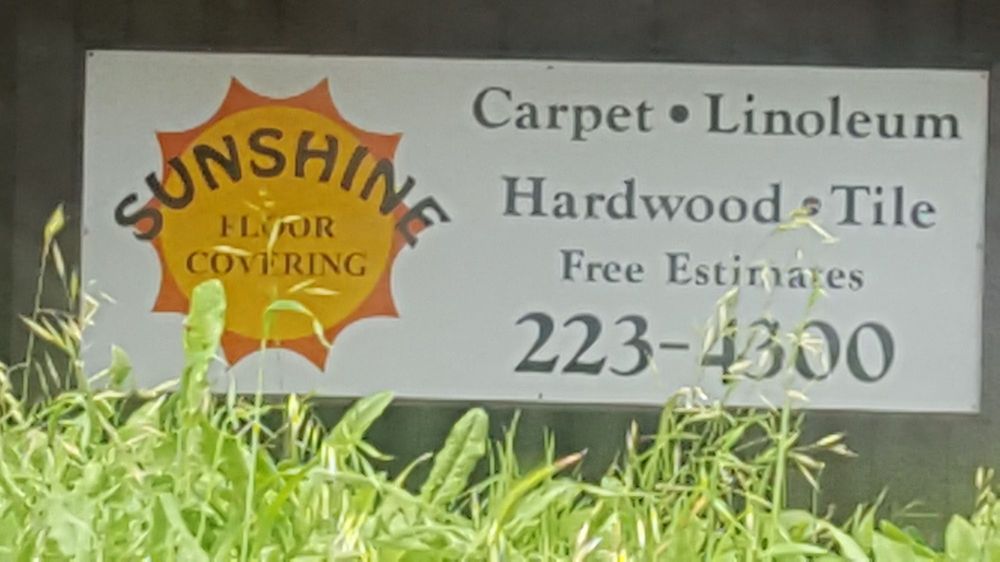 SUNSHINE
FLOOR
COVERING
Carpet • Linoleum
Hardwood • Tile
Free Estimates
223-4300